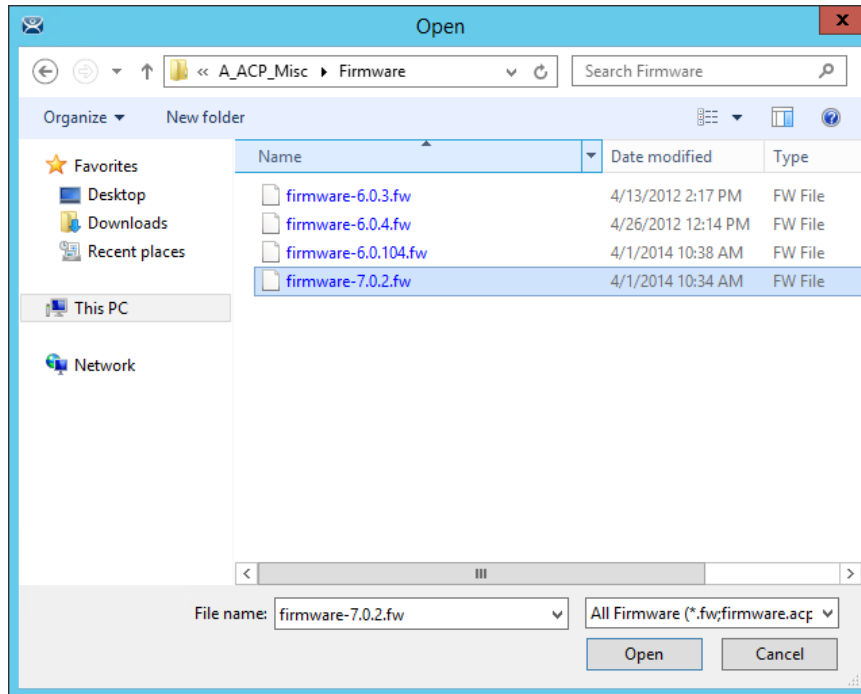 Open
x
« A_ACP_Misc Firmware
Search Firmware
Organize New folder
Favorites
Desktop
Downloads
Recent places
This PC
Network
Name Date modified Type
firmware-6.0.3.fw 4/13/2012 2:17 PM FW File
firmware-6.0.4.fw 4/26/2012 12:14 PM FW File
firmware-6.0.104.fw 4/1/2014 10:38 AM FW File
firmware-7.0.2.fw 4/1/2014 10:34 AM FW File
File name: firmware-7.0.2.fw All Firmware (*.fw;firmware.acp
Open Cancel